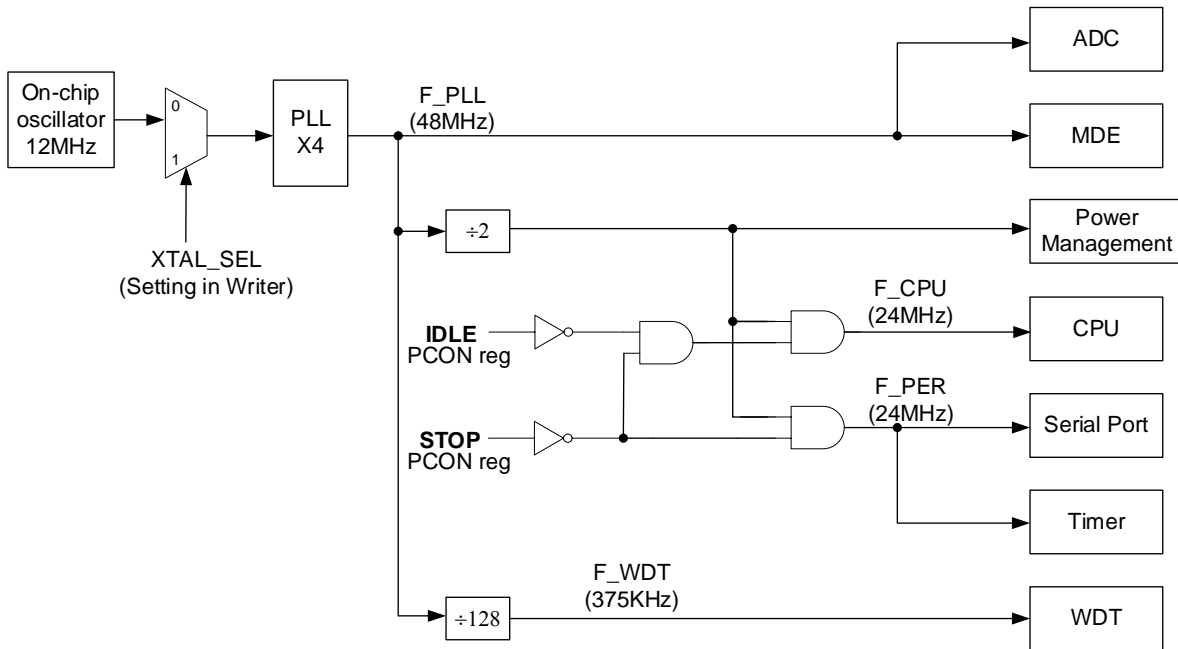 On-chip
oscillator
12MHz
0
1
XTAL_SEL
(Setting in Writer)
PLL
X4
F_PLL
(48MHz)
ADC
MDE
÷2
Power
Management
IDLE
PCON reg
F_CPU
(24MHz)
CPU
STOP
PCON reg
F_PER
(24MHz)
Serial Port
Timer
÷128
F_WDT
(375KHz)
WDT